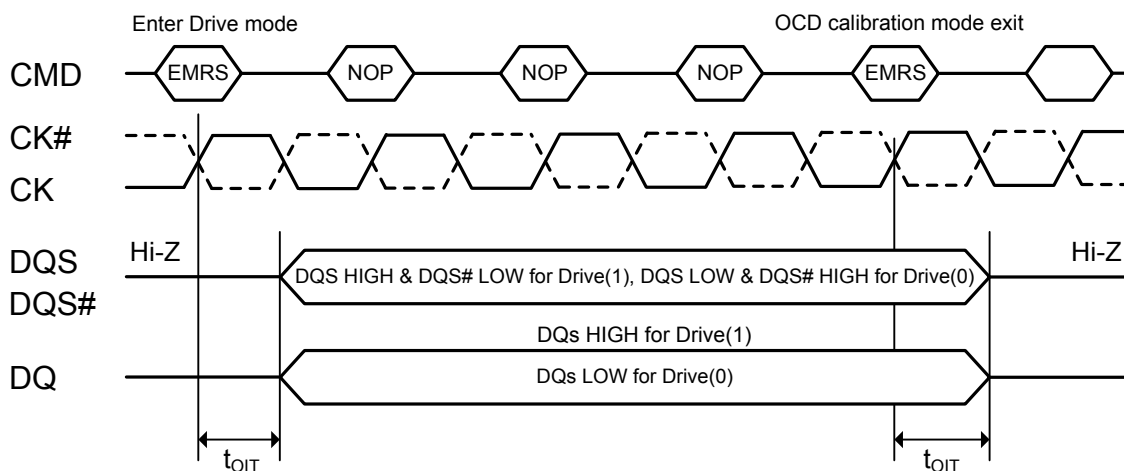 Enter Drive mode OCD calibration mode exit
CMD EMRS NOP NOP NOP EMRS
CK#
CK
Hi-Z Hi-Z
DQS DQS HIGH & DQS# LOW for Drive(1), DQS LOW & DQS# HIGH for Drive(0)
DQS#
DQs HIGH for Drive(1)
DQ DQs LOW for Drive(0)
tOIT tOIT